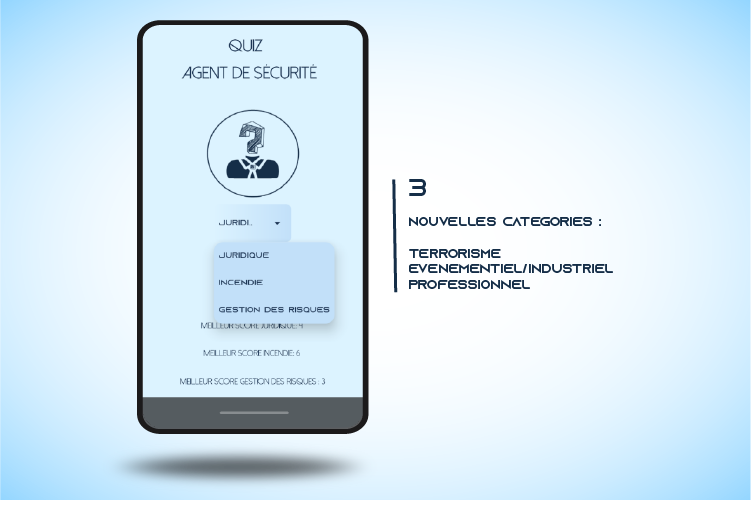 QUIZ
AGENT DE SÉCURITÉ
?
JURIDI.
JURIDIQUE
INCENDIE
GESTION DES RISQUES
MEILLEUR SCORE JURIDIQUE: 4
MEILLEUR SCORE INCENDIE: 6
MEILLEUR SCORE GESTION DES RISQUES : 3
3
NOUVELLES CATEGORIES :
TERRORISME
EVENEMENTIEL/INDUSTRIEL
PROFESSIONNEL